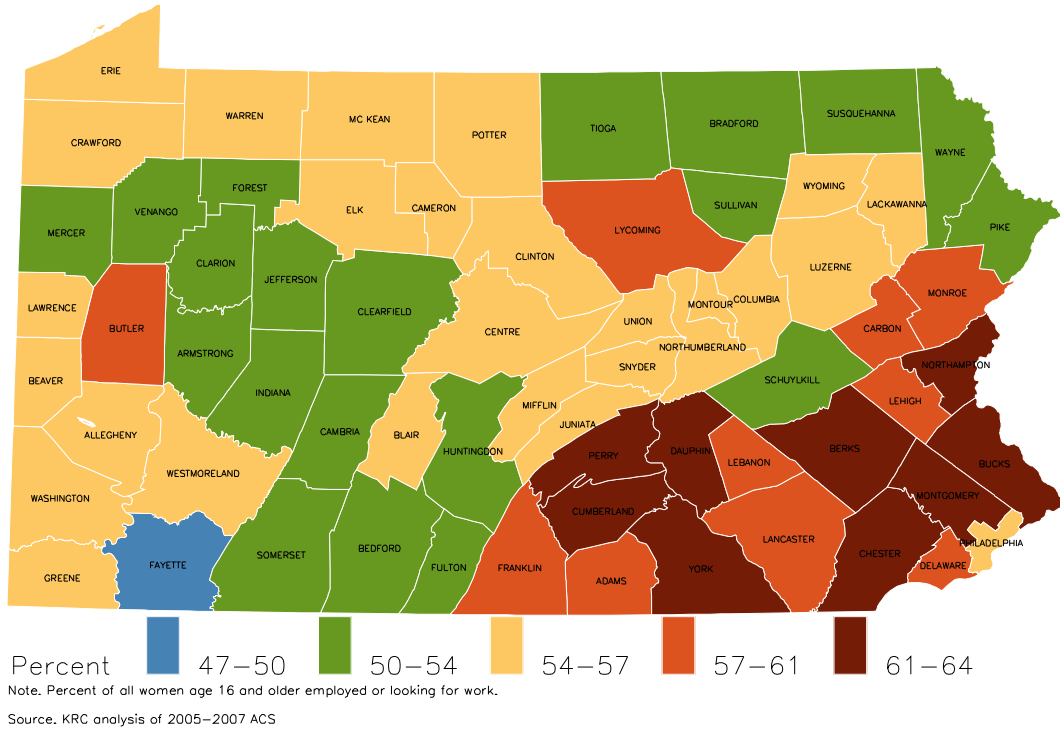 ERIE
WARREN
MC KEAN
POTTER
TIOGA
BRADFORD
SUSQUEHANNA
WAYNE
CRAWFORD
FOREST
VENANGO
ELK
CAMERON
SULLIVAN
WYOMING
LACKAWANNA
PIKE
MERCER
CLARION
CLINTON
LYCOMING
LUZERNE
JEFFERSON
LAWRENCE
BUTLER
CLEARFIELD
CENTRE
UNION
MONTOUR
COLUMBIA
MONROE
CARBON
ARMSTRONG
NORTHUMBERLAND
SNYDER
NORTHAMPTON
BEAVER
INDIANA
SCHUYLKILL
LEHIGH
MIFFLIN
JUNIATA
ALLEGHENY
CAMBRIA
BLAIR
HUNTINGDON
PERRY
DAUPHIN
LEBANON
BERKS
BUCKS
WESTMORELAND
WASHINGTON
CUMBERLAND
MONTGOMERY
LANCASTER
PHILADELPHIA
GREENE
FAYETTE
SOMERSET
BEDFORD
FULTON
FRANKLIN
ADAMS
YORK
CHESTER
DELAWARE
Percent 47-50 50-54 54-57 57-61 61-64
Note. Percent of all women age 16 and older employed or looking for work.
Source. KRC analysis of 2005-2007 ACS